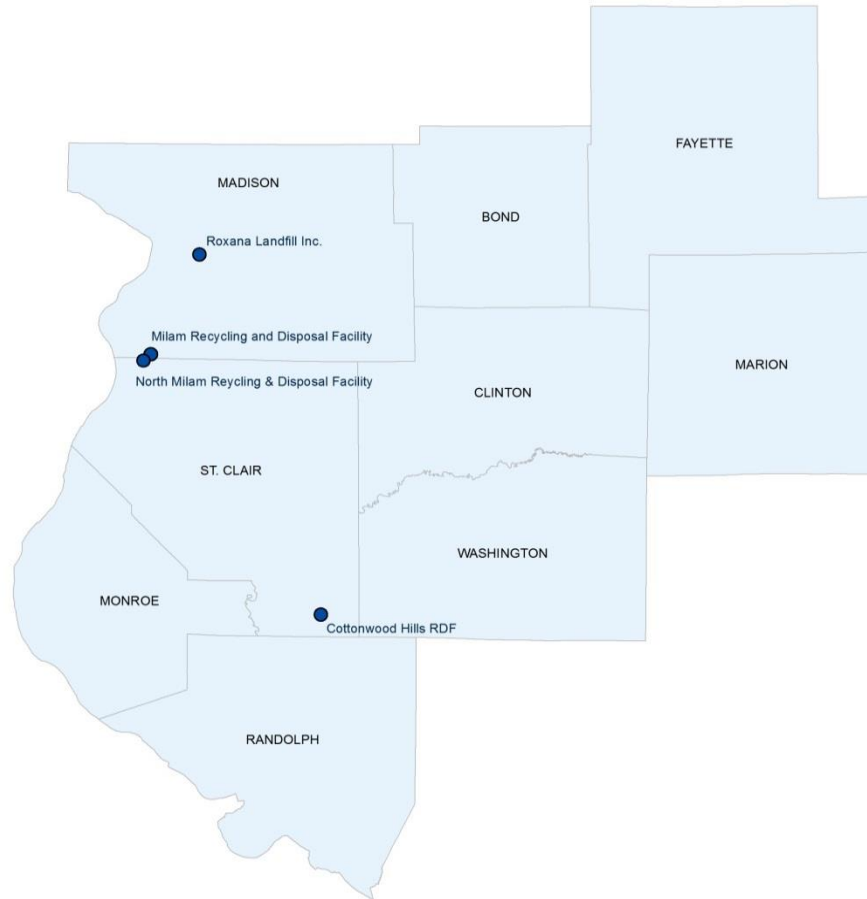 FAYETTE
MADISON
BOND
Roxana Landfill Inc.
Milam Recycling and Disposal Facility
MARION
North Milam Reycling & Disposal Facility
CLINTON
ST. CLAIR
WASHINGTON
MONROE
Cottonwood Hills RDF
RANDOLPH